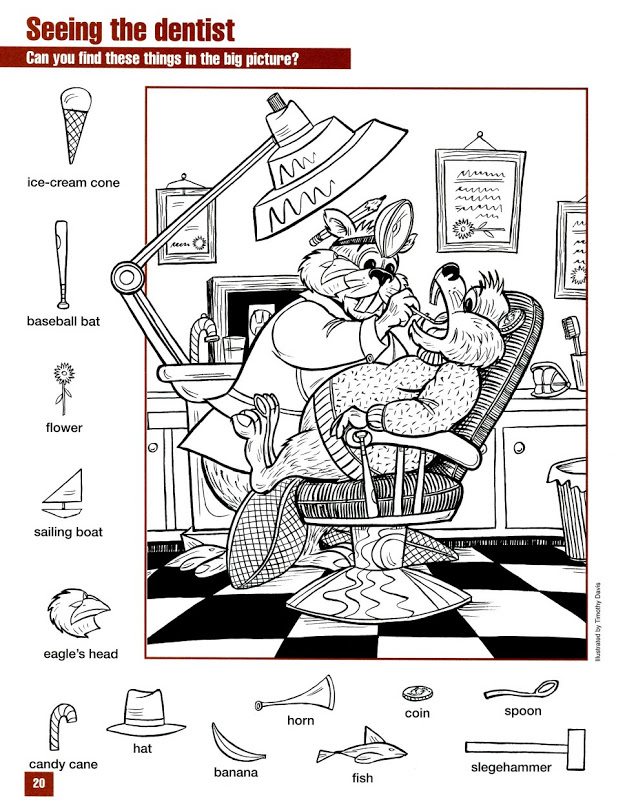 Seeing the dentist
Can you find these things in the big picture?
ice-cream cone
baseball bat
flower
sailing boat
eagle's head
candy cane
hat
horn
coin
spoon
banana
fish
slegehammer
20
Illustrated by Timothy Davis